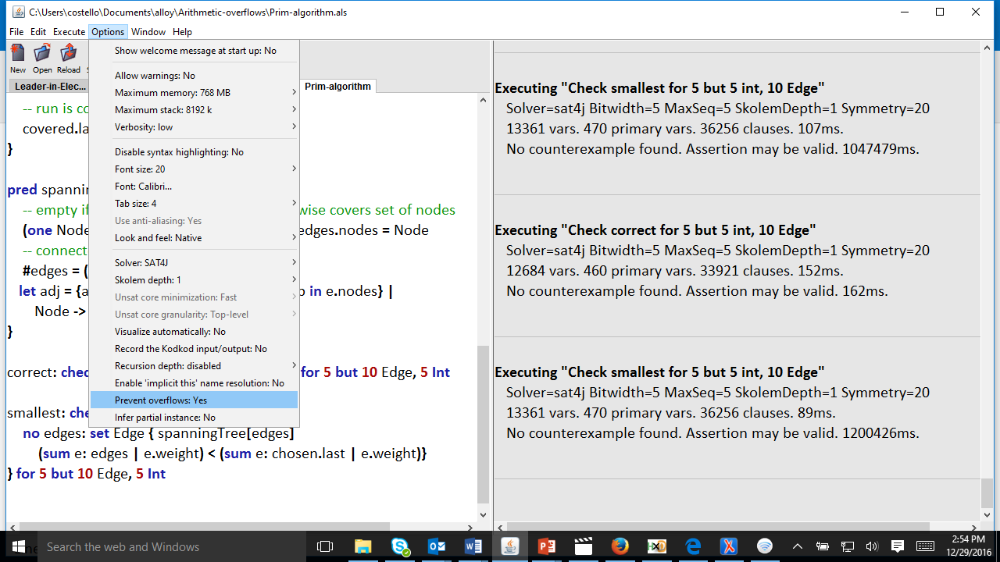 C:\Users\costello\Documents\alloy\Arithmetic-overflows\Prim-algorithm.als
File Edit Execute Options Window Help
New Open Reload
Leader-in-Elec... Prim-algorithm
Show welcome message at start up: No
Allow warnings: No
Maximum memory: 768 MB
Maximum stack: 8192 k
Verbosity: low
Disable syntax highlighting: No
Font size: 20
Font: Calibri...
Tab size: 4
Use anti-aliasing: Yes
Look and feel: Native
Solver: SAT4J
Skolem depth: 1
Unsat core minimization: Fast
Unsat core granularity: Top-level
Visualize automatically: No
Record the Kodkod input/output: No
Recursion depth: disabled
Enable 'implicit this' name resolution: No
Prevent overflows: Yes
Infer partial instance: No
-- run is co
covered.la
}
pred spannin
-- empty if wise covers set of nodes
(one Node edges.nodes = Node
-- connect
#edges = (
let adj = {a in e.nodes} |
Node ->
}
correct: chec for 5 but 10 Edge, 5 Int
smallest: che
no edges: set Edge { spanningTree[edges]
(sum e: edges | e.weight) < (sum e: chosen.last | e.weight)}
} for 5 but 10 Edge, 5 Int
Executing "Check smallest for 5 but 5 int, 10 Edge"
Solver=sat4j Bitwidth=5 MaxSeq=5 SkolemDepth=1 Symmetry=20
13361 vars. 470 primary vars. 36256 clauses. 107ms.
No counterexample found. Assertion may be valid. 1047479ms.
Executing "Check correct for 5 but 5 int, 10 Edge"
Solver=sat4j Bitwidth=5 MaxSeq=5 SkolemDepth=1 Symmetry=20
12684 vars. 460 primary vars. 33921 clauses. 152ms.
No counterexample found. Assertion may be valid. 162ms.
Executing "Check smallest for 5 but 5 int, 10 Edge"
Solver=sat4j Bitwidth=5 MaxSeq=5 SkolemDepth=1 Symmetry=20
13361 vars. 470 primary vars. 36256 clauses. 89ms.
No counterexample found. Assertion may be valid. 1200426ms.
Search the web and Windows
2:54 PM
12/29/2016